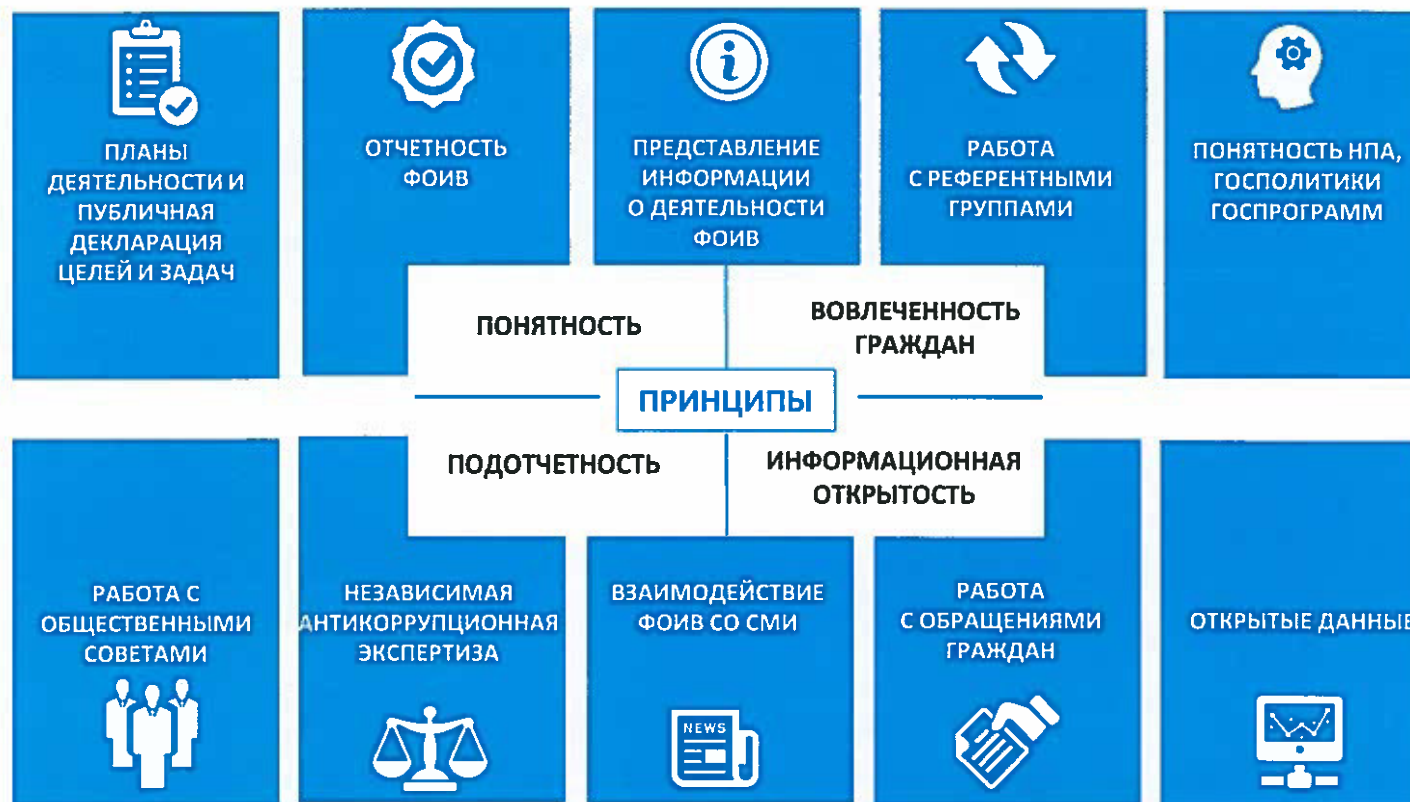 ПЛАНЫ
ДЕЯТЕЛЬНОСТИ И
ПУБЛИЧНАЯ
ДЕКЛАРАЦИЯ
ЦЕЛЕЙ И ЗАДАЧ
ОТЧЕТНОСТЬ
ФОИВ
ПРЕДСТАВЛЕНИЕ
ИНФОРМАЦИИ
О ДЕЯТЕЛЬНОСТИ
ФОИВ
РАБОТА
С РЕФЕРЕНТНЫМИ
ГРУППАМИ
ПОНЯТНОСТЬ НПА,
ГОСПОЛИТИКИ
ГОСПРОГРАММ
ПОНЯТНОСТЬ
ВОВЛЕЧЕННОСТЬ
ГРАЖДАН
ПРИНЦИПЫ
ПОДОТЧЕТНОСТЬ
ИНФОРМАЦИОННАЯ
ОТКРЫТОСТЬ
РАБОТА С
ОБЩЕСТВЕННЫМИ
СОВЕТАМИ
НЕЗАВИСИМАЯ
АНТИКОРРУПЦИОННАЯ
ЭКСПЕРТИЗА
ВЗАИМОДЕЙСТВИЕ
ФОИВ СО СМИ
NEWS
РАБОТА
С ОБРАЩЕНИЯМИ
ГРАЖДАН
ОТКРЫТЫЕ ДАННЫЕ